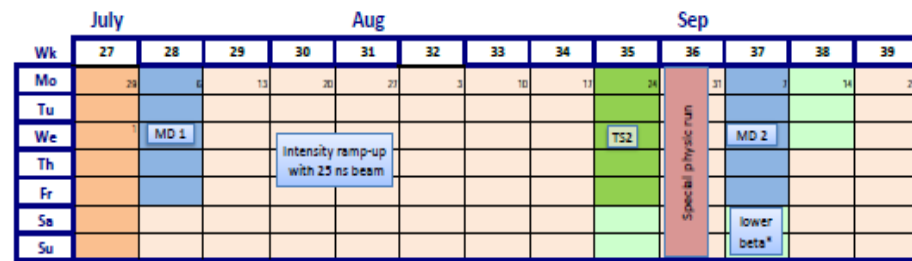 July Aug Sep
Wk 27 28 29 30 31 32 33 34 35 36 37 38 39
Mo 29 6 13 20 27 3 10 17 24 31 7 14 2
Tu
We 1 MD 1 TS2 MD 2
Intensity ramp-up
with 25 ns beam
Special physic run
Th
Fr
Sa
lower
beta*
Su